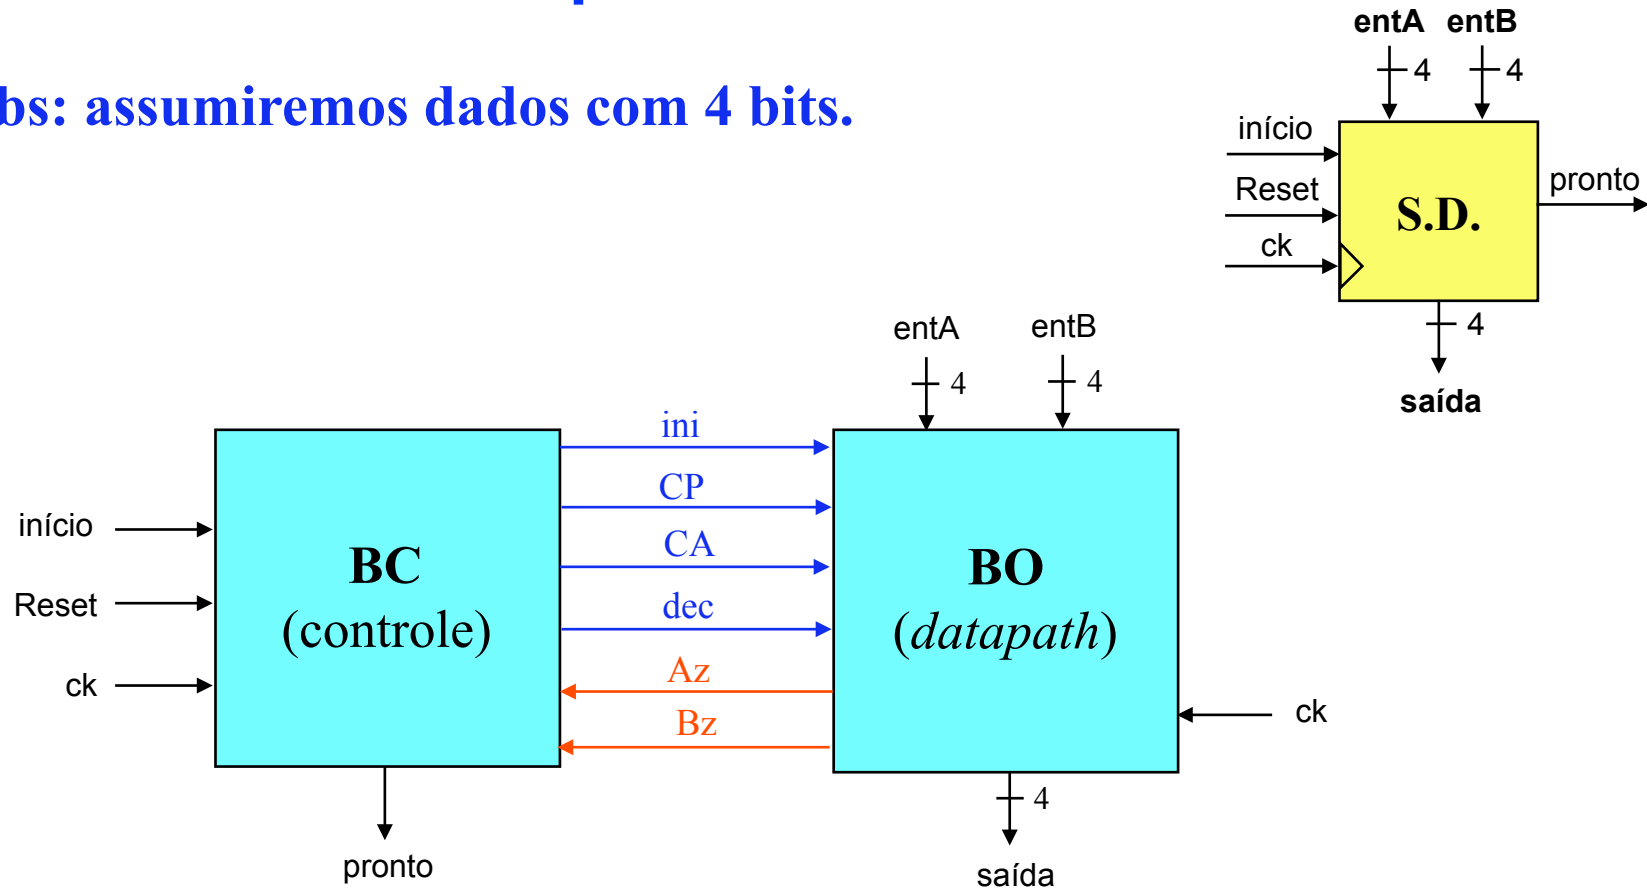 entA entB
4 4
bs: assumiremos dados com 4 bits.
início
Reset
ck
S.D.
pronto
4
saída
entA entB
4 4
início
Reset
ck
BC
(controle)
ini
CP
CA
dec
Az
Bz
BO
(datapath)
ck
4
pronto
saída